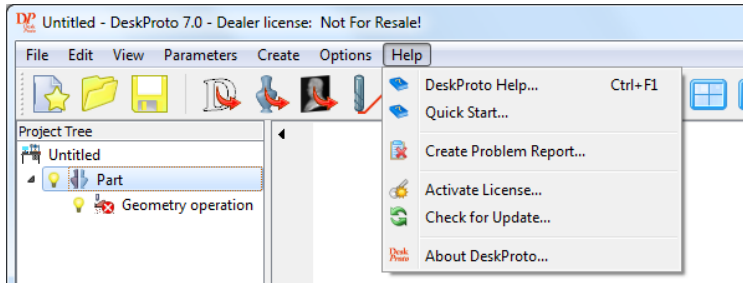 Untitled - DeskProto 7.0 - Dealer license: Not For Resale!
File Edit View Parameters Create Options Help
Project Tree
Untitled
Part
Geometry operation
DeskProto Help... Ctrl+F1
Quick Start...
Create Problem Report...
Activate License...
Check for Update...
About DeskProto...